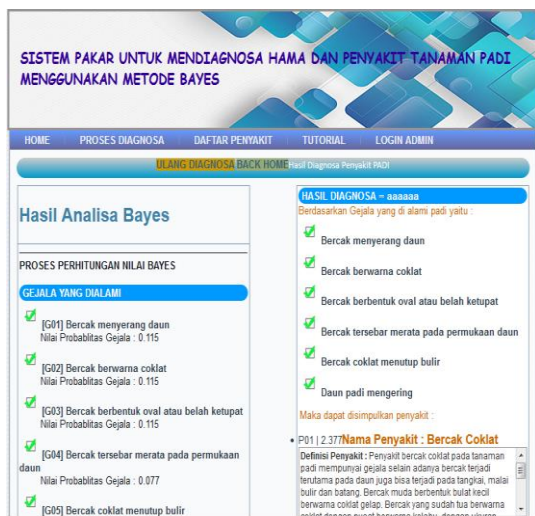 SISTEM PAKAR UNTUK MENDIAGNOSA HAMA DAN PENYAKIT TANAMAN PADI
MENGGUNAKAN METODE BAYES
HOME PROSES DIAGNOSA DAFTAR PENYAKIT TUTORIAL LOGIN ADMIN
ULANG DIAGNOSA BACK HOME Hasil Diagnosa Penyakit PADI
Hasil Analisa Bayes
PROSES PERHITUNGAN NILAI BAYES
GEJALA YANG DIALAMI
[G01] Bercak menyerang daun
Nilai Probablitas Gejala : 0.115
[G02] Bercak berwarna coklat
Nilai Probablitas Gejala : 0.115
[G03] Bercak berbentuk oval atau belah ketupat
Nilai Probablitas Gejala : 0.115
[G04] Bercak tersebar merata pada permukaan
daun
Nilai Probablitas Gejala : 0.077
[G05] Bercak coklat menutup bulir
HASIL DIAGNOSA = aaaaaa
Berdasarkan Gejala yang di alami padi yaitu :
Bercak menyerang daun
Bercak berwarna coklat
Bercak berbentuk oval atau belah ketupat
Bercak tersebar merata pada permukaan daun
Bercak coklat menutup bulir
Daun padi mengering
Maka dapat disimpulkan penyakit :
P01 | 2.377Nama Penyakit : Bercak Coklat
Definisi Penyakit : Penyakit bercak coklat pada tanaman
padi mempunyai gejala selain adanya bercak terjadi
terutama pada daun juga bisa terjadi pada tangkai, malai
bulir dan batang. Bercak muda berbentuk bulat kecil
berwarna coklat gelap. Bercak yang sudah tua berwarna